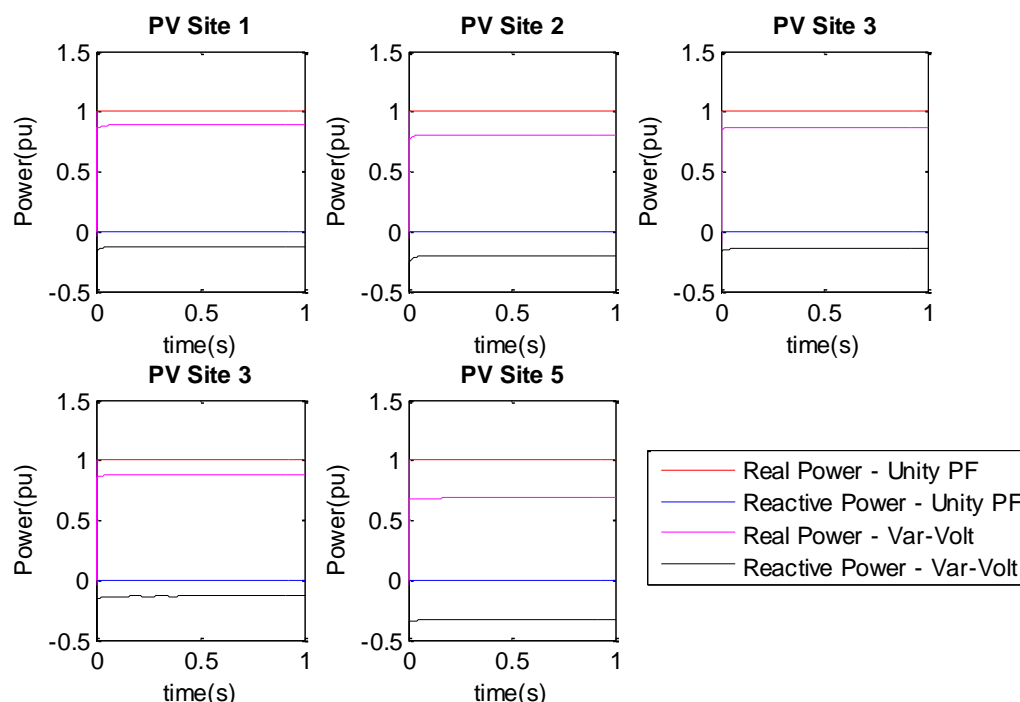 PV Site 1
1.5
1
0.5
0
-0.5
Power(pu)
0 0.5 1
time(s)
PV Site 2
1.5
1
0.5
0
-0.5
Power(pu)
0 0.5 1
time(s)
PV Site 3
1.5
1
0.5
0
-0.5
Power(pu)
0 0.5 1
time(s)
PV Site 3
1.5
1
0.5
0
-0.5
Power(pu)
0 0.5 1
time(s)
PV Site 5
1.5
1
0.5
0
-0.5
Power(pu)
0 0.5 1
time(s)
Real Power - Unity PF
Reactive Power - Unity PF
Real Power - Var-Volt
Reactive Power - Var-Volt